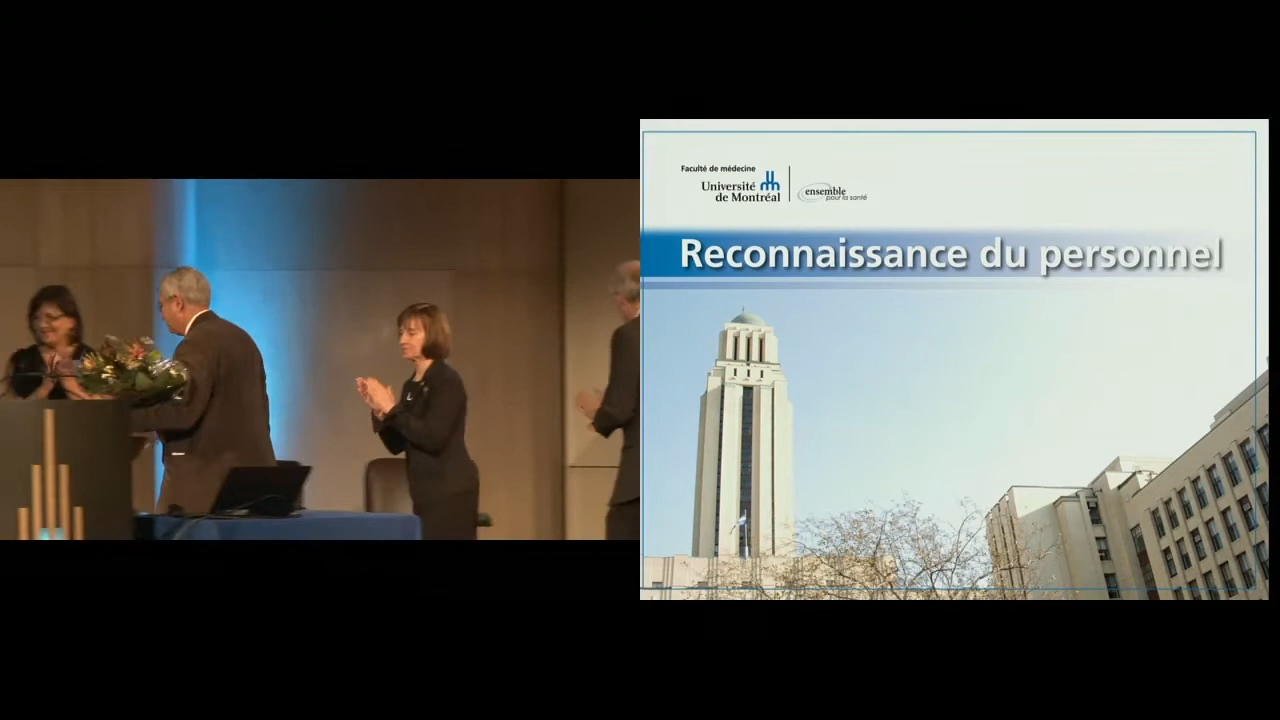 Faculté de médecine
Université
de Montréal
ensemble
pour la santé
Reconnaissance du personnel